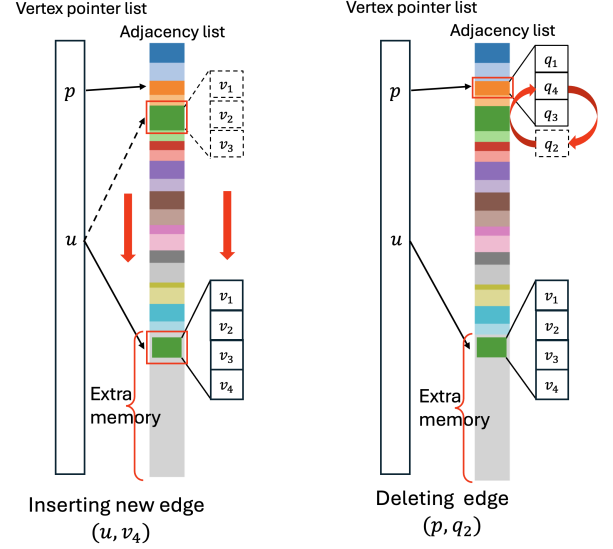 Vertex pointer list
Adjacency list
p
u
v₁
v₂
v₃
v₁
v₂
v₃
v₄
Extra
memory
Inserting new edge
(u, v₄)
Vertex pointer list
Adjacency list
p
u
q₁
q₄
q₃
q₂
v₁
v₂
v₃
v₄
Extra
memory
Deleting edge
(p, q₂)